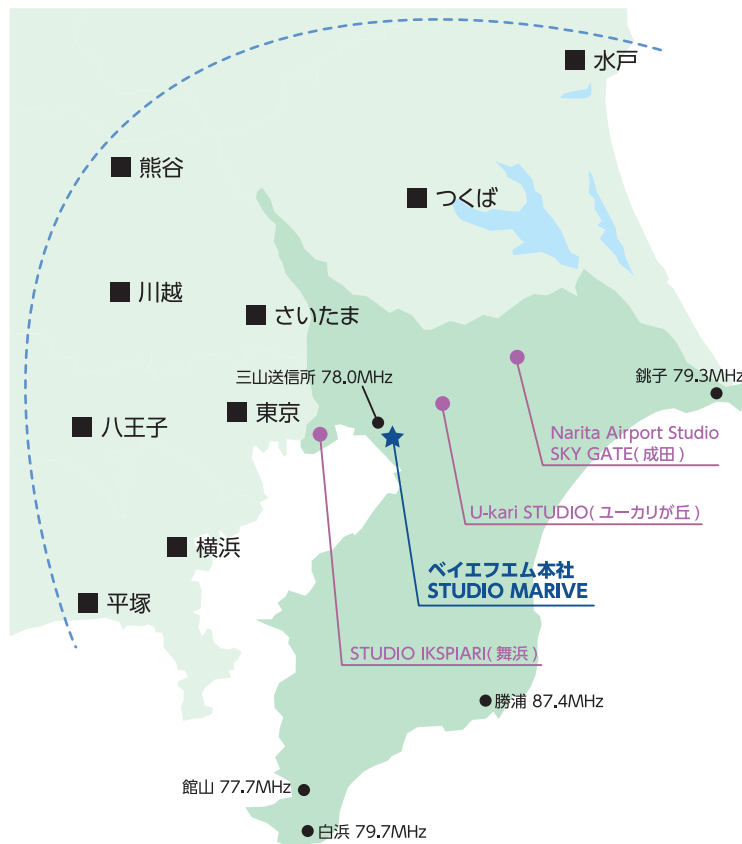 水戸
熊谷
つくば
川越
さいたま
三山送信所 78.0MHz
銚子 79.3MHz
東京
八王子
Narita Airport Studio
SKY GATE(成田)
U-kari STUDIO(ユーカリが丘)
横浜
ベイエフエム本社
STUDIO MARIVE
平塚
STUDIO IKSPIARI(舞浜)
勝浦 87.4MHz
館山 77.7MHz
白浜 79.7MHz